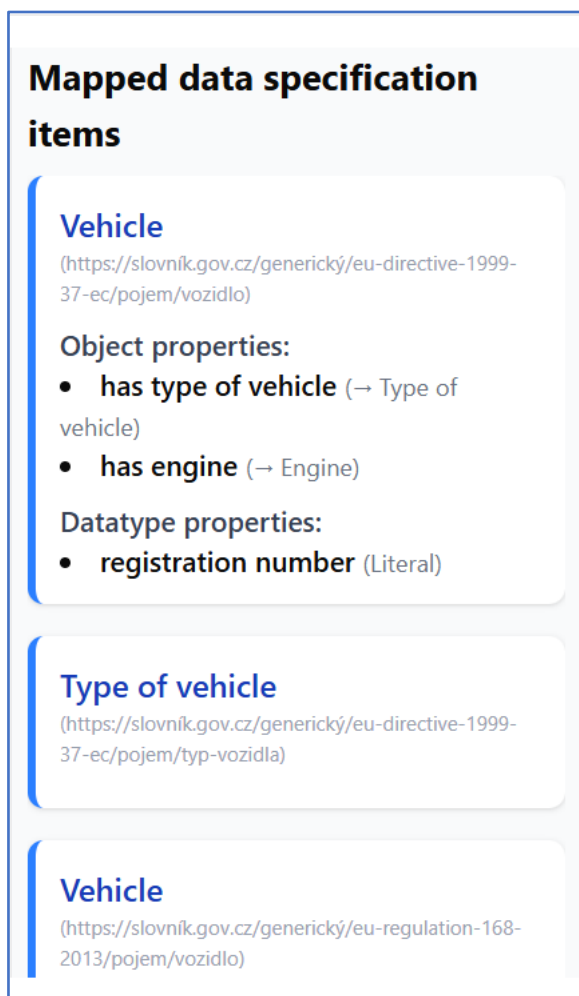 Mapped data specification
items
Vehicle
(https://slovník.gov.cz/generický/eu-directive-1999-
37-ec/pojem/vozidlo)
Object properties:
• has type of vehicle (→ Type of
vehicle)
• has engine (→ Engine)
Datatype properties:
• registration number (Literal)
Type of vehicle
(https://slovník.gov.cz/generický/eu-directive-1999-
37-ec/pojem/typ-vozidla)
Vehicle
(https://slovník.gov.cz/generický/eu-regulation-168-
2013/pojem/vozidlo)